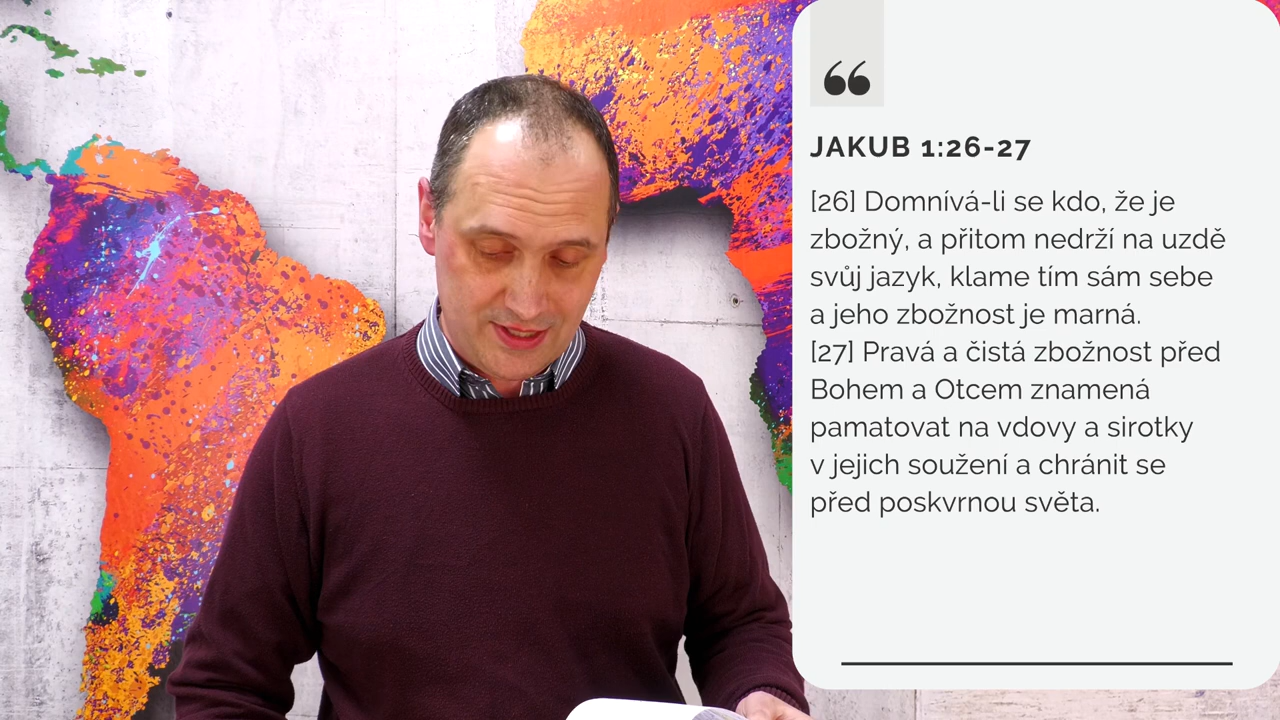 “
JAKUB 1:26-27
[26] Domnívá-li se kdo, že je
zbožný, a přitom nedrží na uzdě
svůj jazyk, klame tím sám sebe
a jeho zbožnost je marná.
[27] Pravá a čistá zbožnost před
Bohem a Otcem znamená
pamatovat na vdovy a sirotky
v jejich soužení a chránit se
před poskvrnou světa.